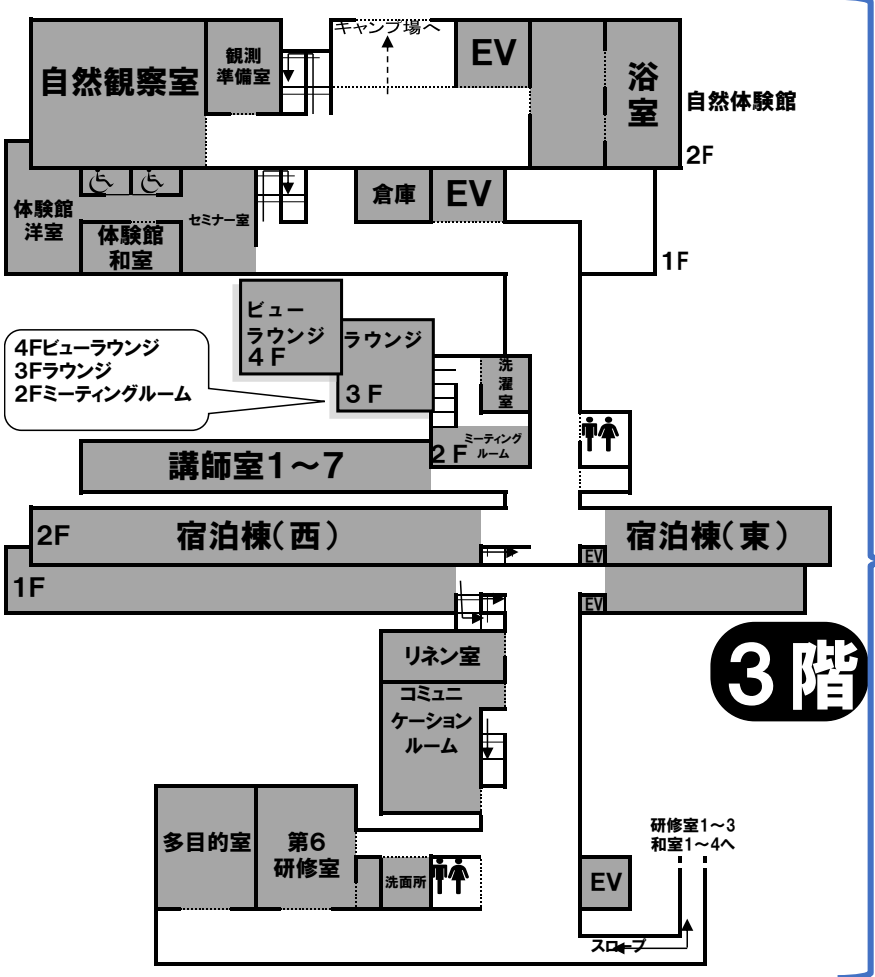 キャンプ場へ
自然観察室
観測
準備室
EV
浴
室
自然体験館
2F
体験館
洋室
体験館
和室
セミナー室
倉庫
EV
1F
ビュー
ラウンジ
4F
ラウンジ
3F
4Fビューラウンジ
3Fラウンジ
2Fミーティングルーム
洗
濯
室
2F
ミーティング
ルーム
講師室1～7
2F
宿泊棟(西)
宿泊棟(東)
EV
1F
EV
3階
リネン室
コミュニ
ケーション
ルーム
多目的室
第6
研修室
洗面所
EV
研修室1～3
和室1～4へ
スロープ